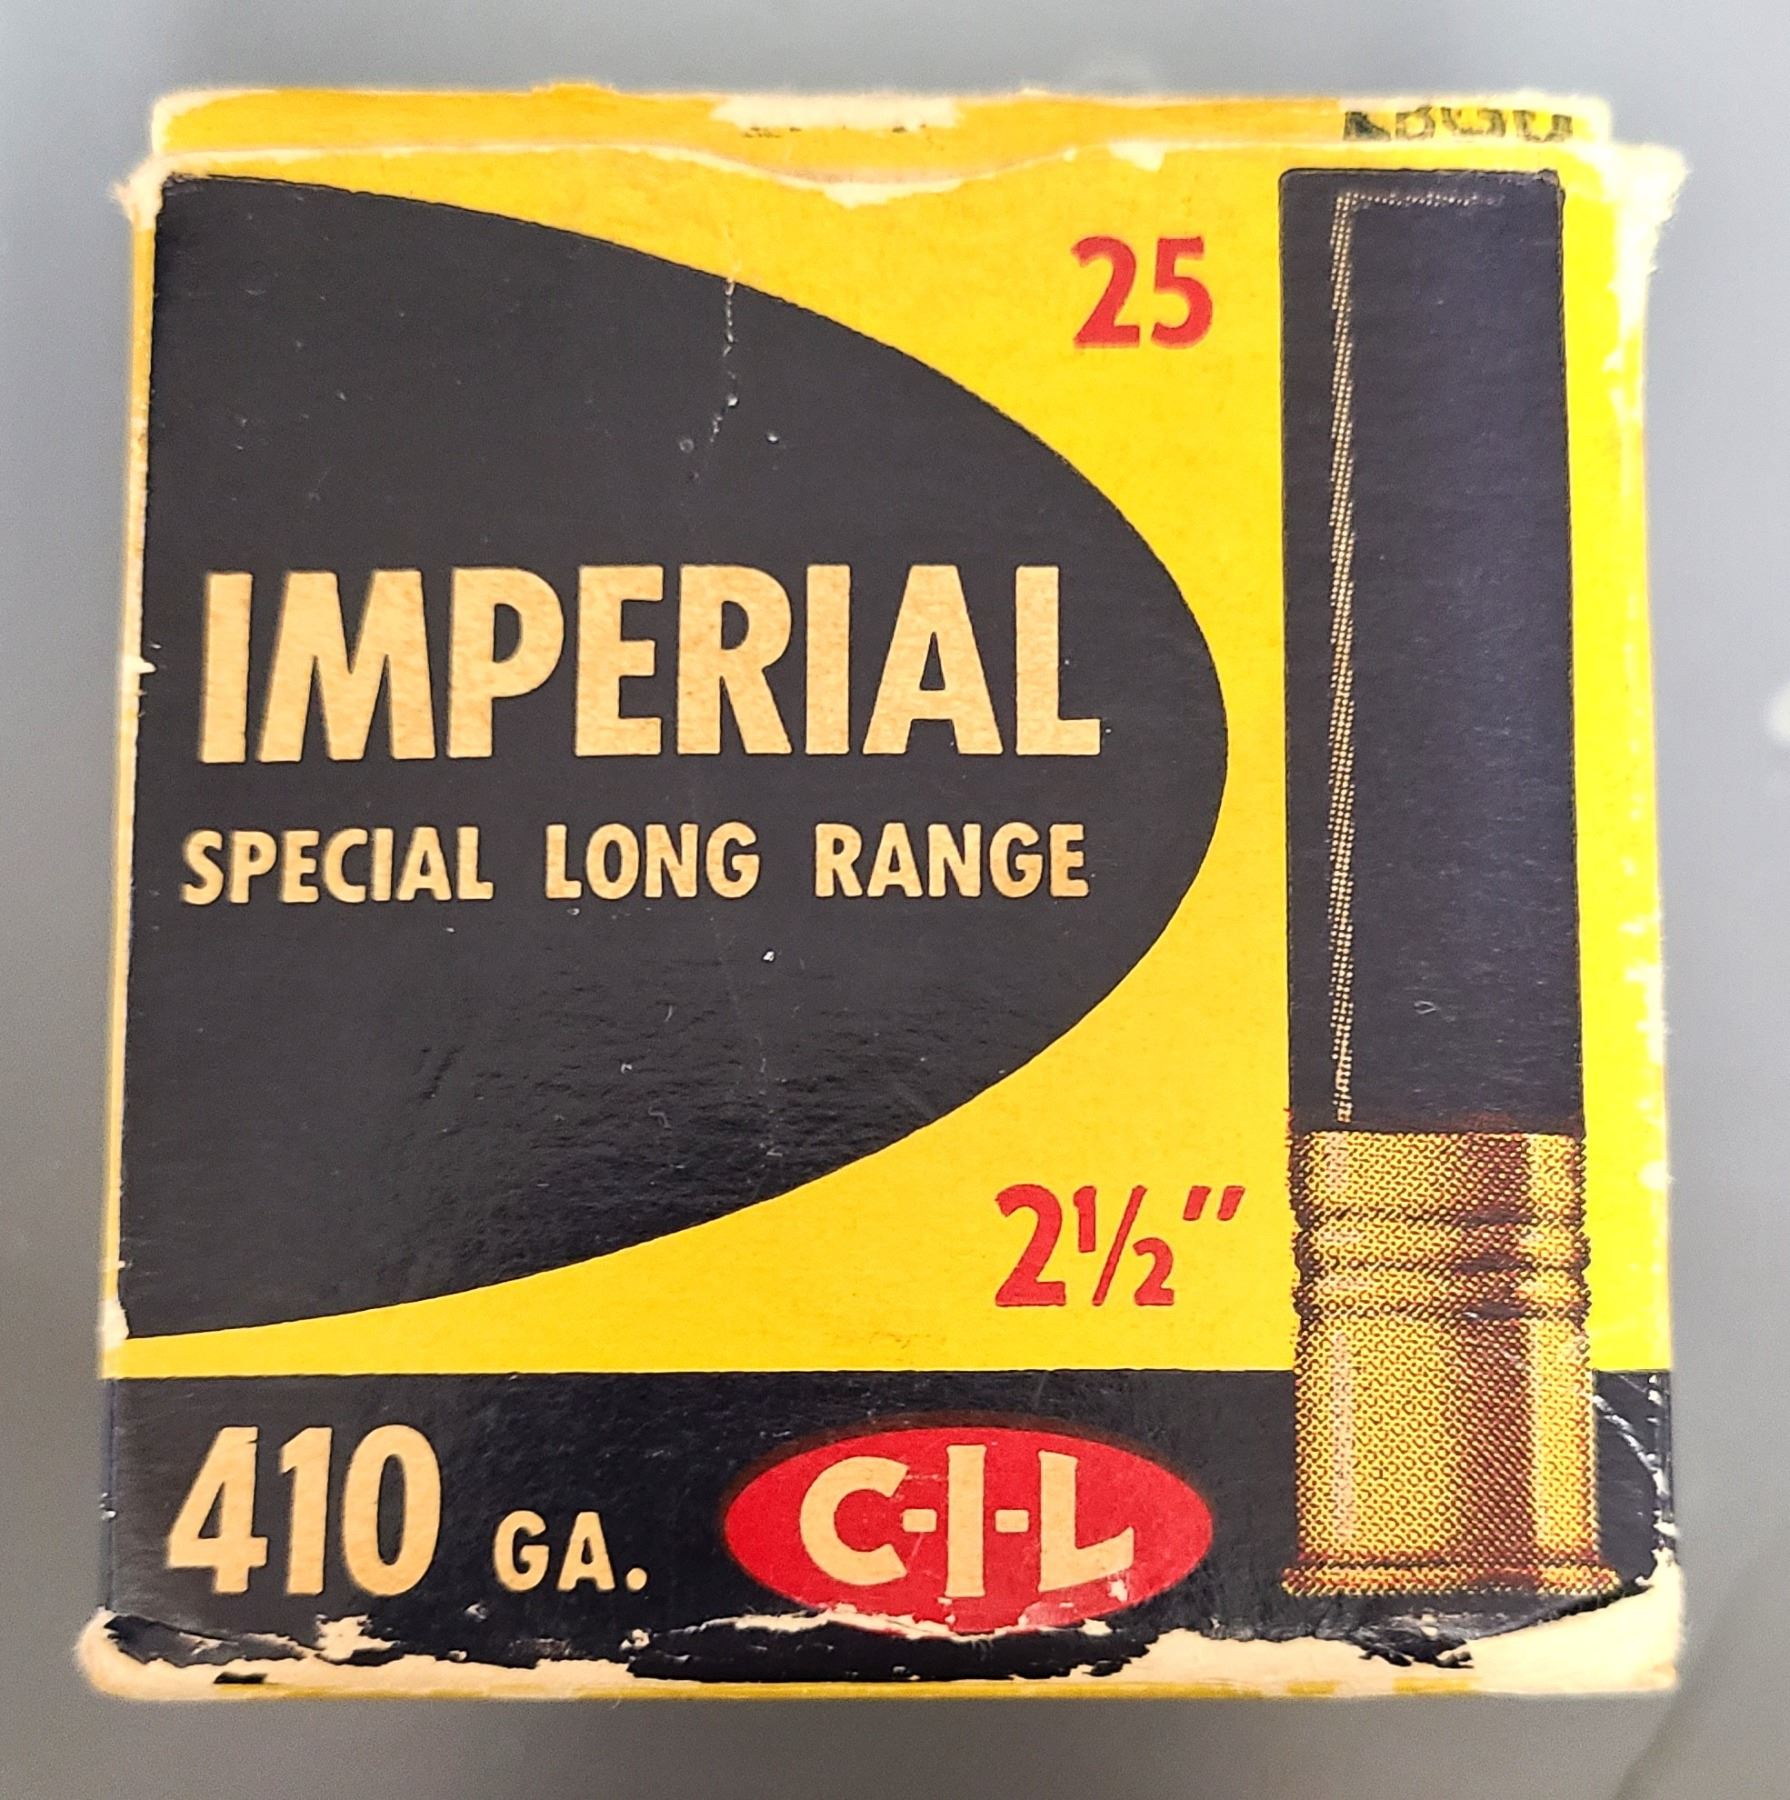 25
IMPERIAL
SPECIAL LONG RANGE
2½"
410 GA.
C-I-L